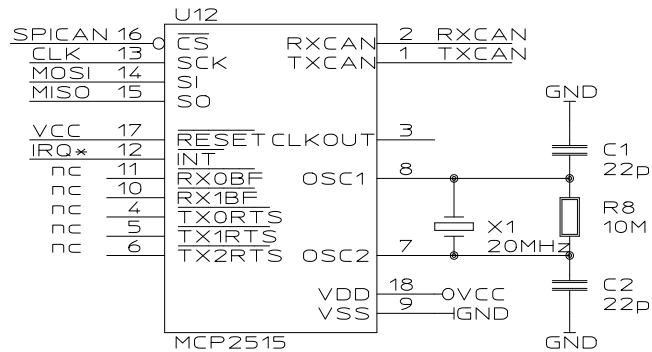 U12
SPICAN 16 CS RXCAN 2 RXCAN
CLK 13 SCK TXCAN 1 TXCAN
MOSI 14 SI
MISO 15 SO
GND
VCC 17 RESET CLKOUT 3
IRQ* 12 INT
C1
22p
nc 11 RX0BF OSC1 8
nc 10 RX1BF
nc 4 TX0RTS
nc 5 TX1RTS
nc 6 TX2RTS OSC2 7
X1
20MHz
R8
10M
VDD 18 VCC
VSS 9 GND
C2
22p
MCP2515
GND